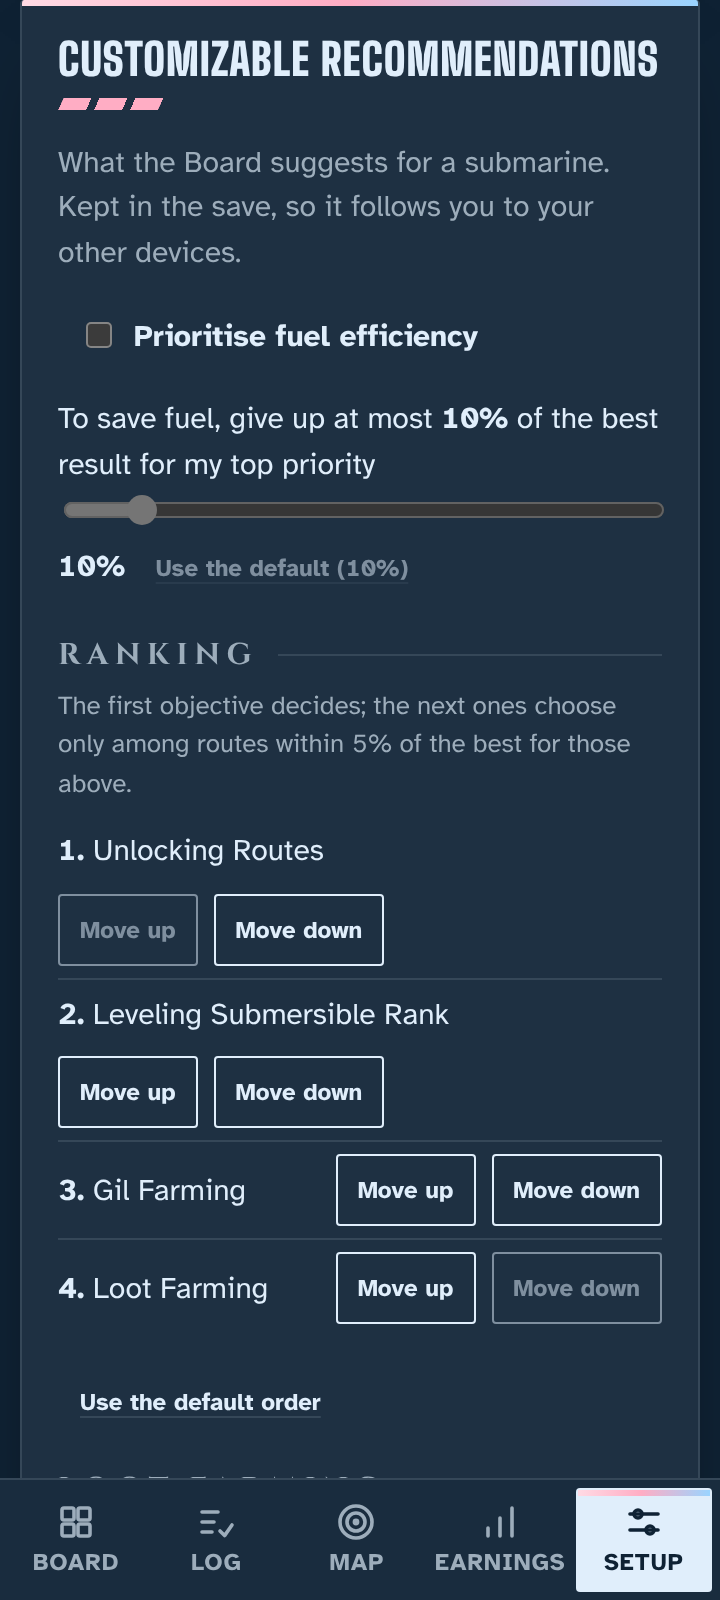 CUSTOMIZABLE RECOMMENDATIONS
What the Board suggests for a submarine.
Kept in the save, so it follows you to your
other devices.
Prioritise fuel efficiency
To save fuel, give up at most 10% of the best
result for my top priority
10% Use the default (10%)
RANKING
The first objective decides; the next ones choose
only among routes within 5% of the best for those
above.
1. Unlocking Routes
Move up Move down
2. Leveling Submersible Rank
Move up Move down
3. Gil Farming Move up Move down
4. Loot Farming Move up Move down
Use the default order
BOARD LOG MAP EARNINGS SETUP